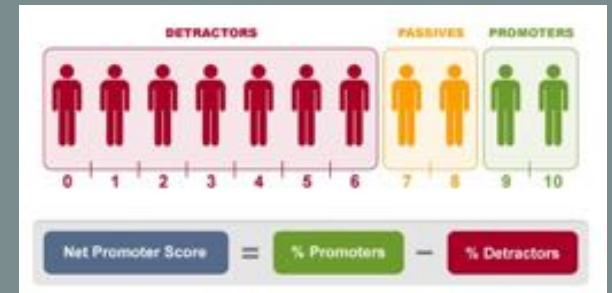 DETRACTORS PASSIVES PROMOTERS
0 1 2 3 4 5 6 7 8 9 10
Net Promoter Score = % Promoters – % Detractors